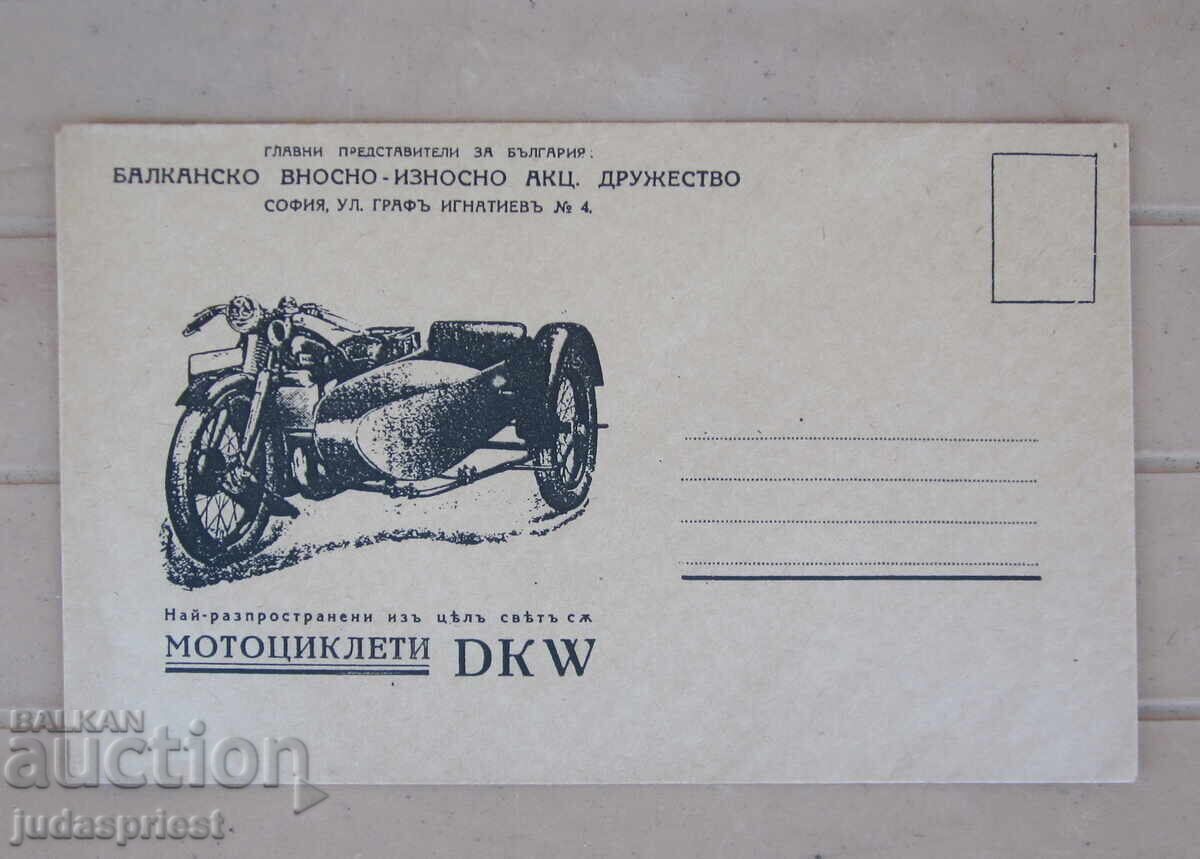 ГЛАВНИ ПРЕДСТАВИТЕЛИ ЗА БЪЛГАРИЯ:
БАЛКАНСКО ВНОСНО-ИЗНОСНО АКЦ. ДРУЖЕСТВО
СОФИЯ, УЛ. ГРАФЪ ИГНАТИЕВЪ № 4.
Най-разпространени изъ цѣлъ свѣтъ сѫ
МОТОЦИКЛЕТИ DKW
BALKAN
auction
judaspriest